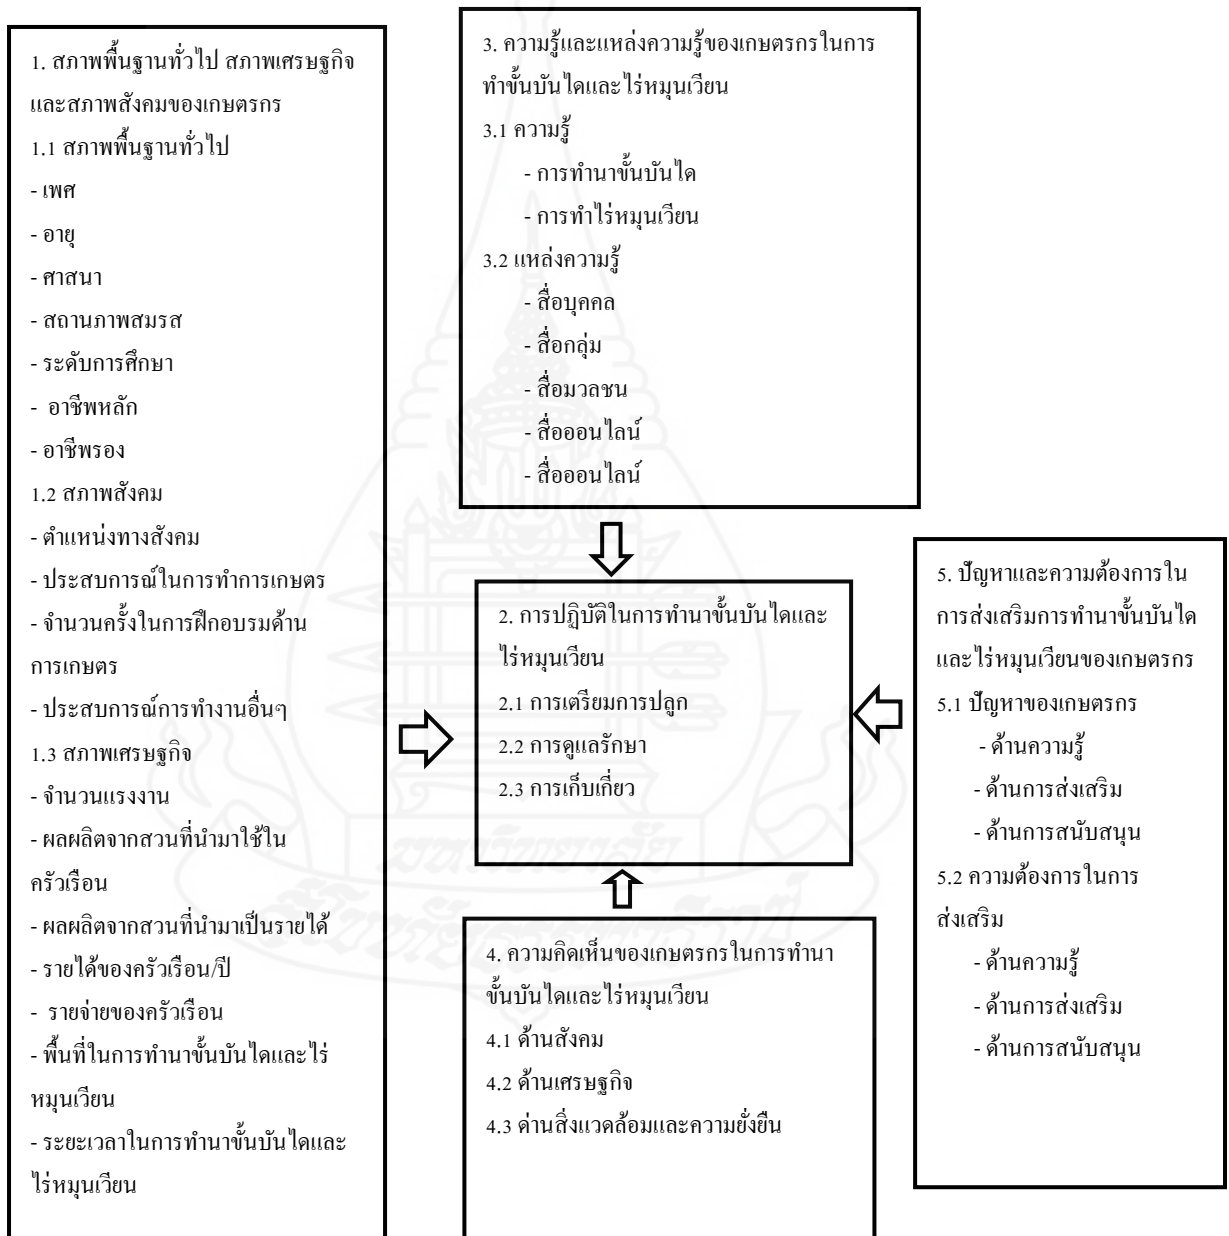 1. สภาพพื้นฐานทั่วไป สภาพเศรษฐกิจ
และสภาพสังคมของเกษตรกร
1.1 สภาพพื้นฐานทั่วไป
- เพศ
- อายุ
- ศาสนา
- สถานภาพสมรส
- ระดับการศึกษา
- อาชีพหลัก
- อาชีพรอง
1.2 สภาพสังคม
- ตำแหน่งทางสังคม
- ประสบการณ์ในการทำการเกษตร
- จำนวนครั้งในการฝึกอบรมด้าน
การเกษตร
- ประสบการณ์การทำงานอื่นๆ
1.3 สภาพเศรษฐกิจ
- จำนวนแรงงาน
- ผลผลิตจากสวนที่นำมาใช้ใน
ครัวเรือน
- ผลผลิตจากสวนที่นำมาเป็นรายได้
- รายได้ของครัวเรือน/ปี
- รายจ่ายของครัวเรือน
- พื้นที่ในการทำนาขั้นบันไดและไร่
หมุนเวียน
- ระยะเวลาในการทำนาขั้นบันไดและ
ไร่หมุนเวียน
3. ความรู้และแหล่งความรู้ของเกษตรกรในการ
ทำขั้นบันไดและไร่หมุนเวียน
3.1 ความรู้
- การทำนาขั้นบันได
- การทำไร่หมุนเวียน
3.2 แหล่งความรู้
- สื่อบุคคล
- สื่อกลุ่ม
- สื่อมวลชน
- สื่อออนไลน์
- สื่อออนไลน์
2. การปฏิบัติในการทำนาขั้นบันไดและ
ไร่หมุนเวียน
2.1 การเตรียมการปลูก
2.2 การดูแลรักษา
2.3 การเก็บเกี่ยว
4. ความคิดเห็นของเกษตรกรในการทำนา
ขั้นบันไดและไร่หมุนเวียน
4.1 ด้านสังคม
4.2 ด้านเศรษฐกิจ
4.3 ด่านสิ่งแวดล้อมและความยั่งยืน
5. ปัญหาและความต้องการใน
การส่งเสริมการทำนาขั้นบันได
และไร่หมุนเวียนของเกษตรกร
5.1 ปัญหาของเกษตรกร
- ด้านความรู้
- ด้านการส่งเสริม
- ด้านการสนับสนุน
5.2 ความต้องการในการ
ส่งเสริม
- ด้านความรู้
- ด้านการส่งเสริม
- ด้านการสนับสนุน
มหาวิทยาลัย
สุโขทัยธรรมาธิราช